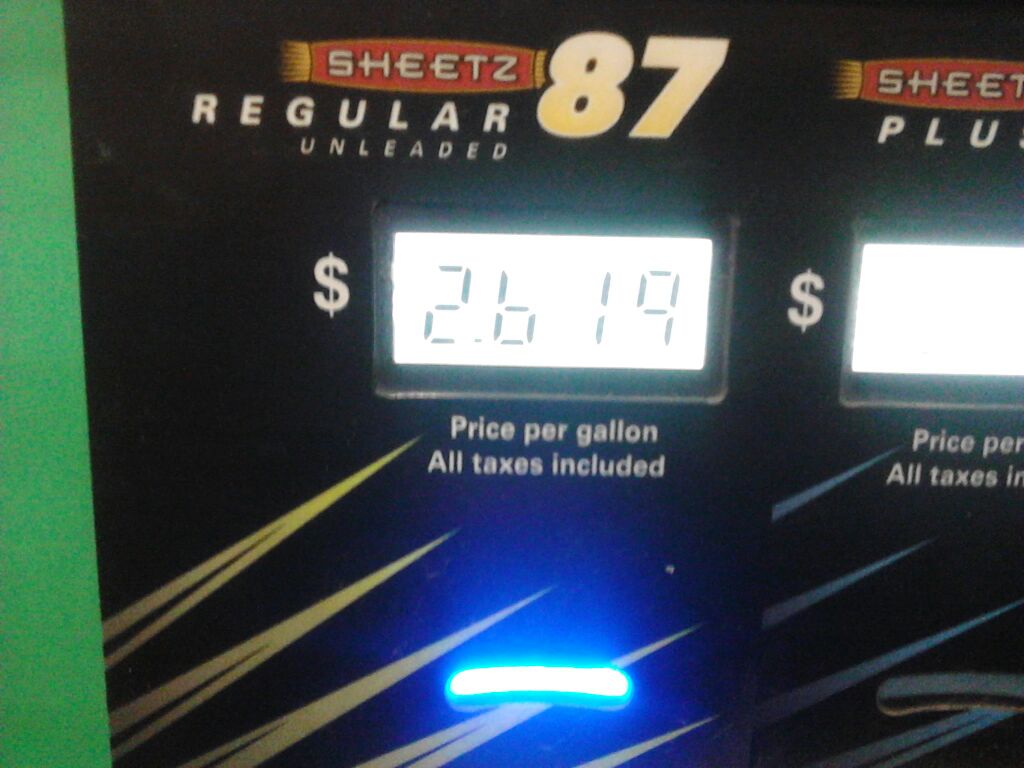 SHEETZ 87
REGULAR
UNLEADED
$ 2.619
Price per gallon
All taxes included
SHEET
PLUS
$
Price per
All taxes in